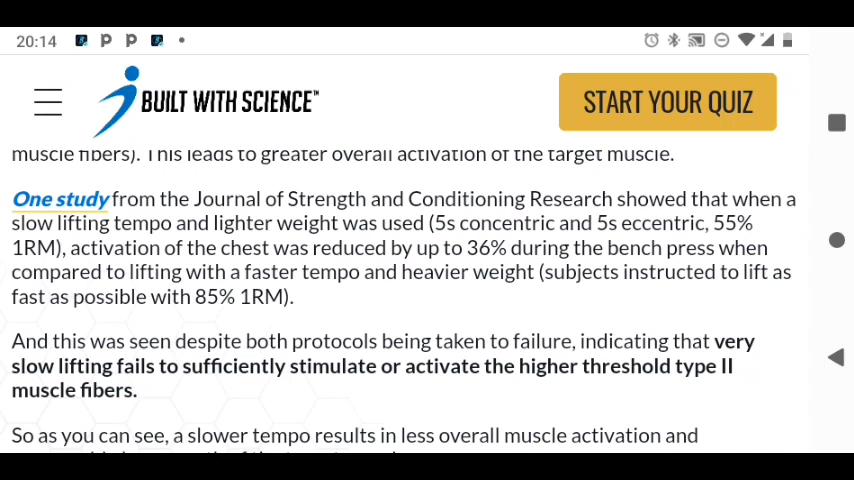 20:14
BUILT WITH SCIENCE™
START YOUR QUIZ
muscle fibers). This leads to greater overall activation of the target muscle.
One study from the Journal of Strength and Conditioning Research showed that when a
slow lifting tempo and lighter weight was used (5s concentric and 5s eccentric, 55%
1RM), activation of the chest was reduced by up to 36% during the bench press when
compared to lifting with a faster tempo and heavier weight (subjects instructed to lift as
fast as possible with 85% 1RM).
And this was seen despite both protocols being taken to failure, indicating that very
slow lifting fails to sufficiently stimulate or activate the higher threshold type II
muscle fibers.
So as you can see, a slower tempo results in less overall muscle activation and